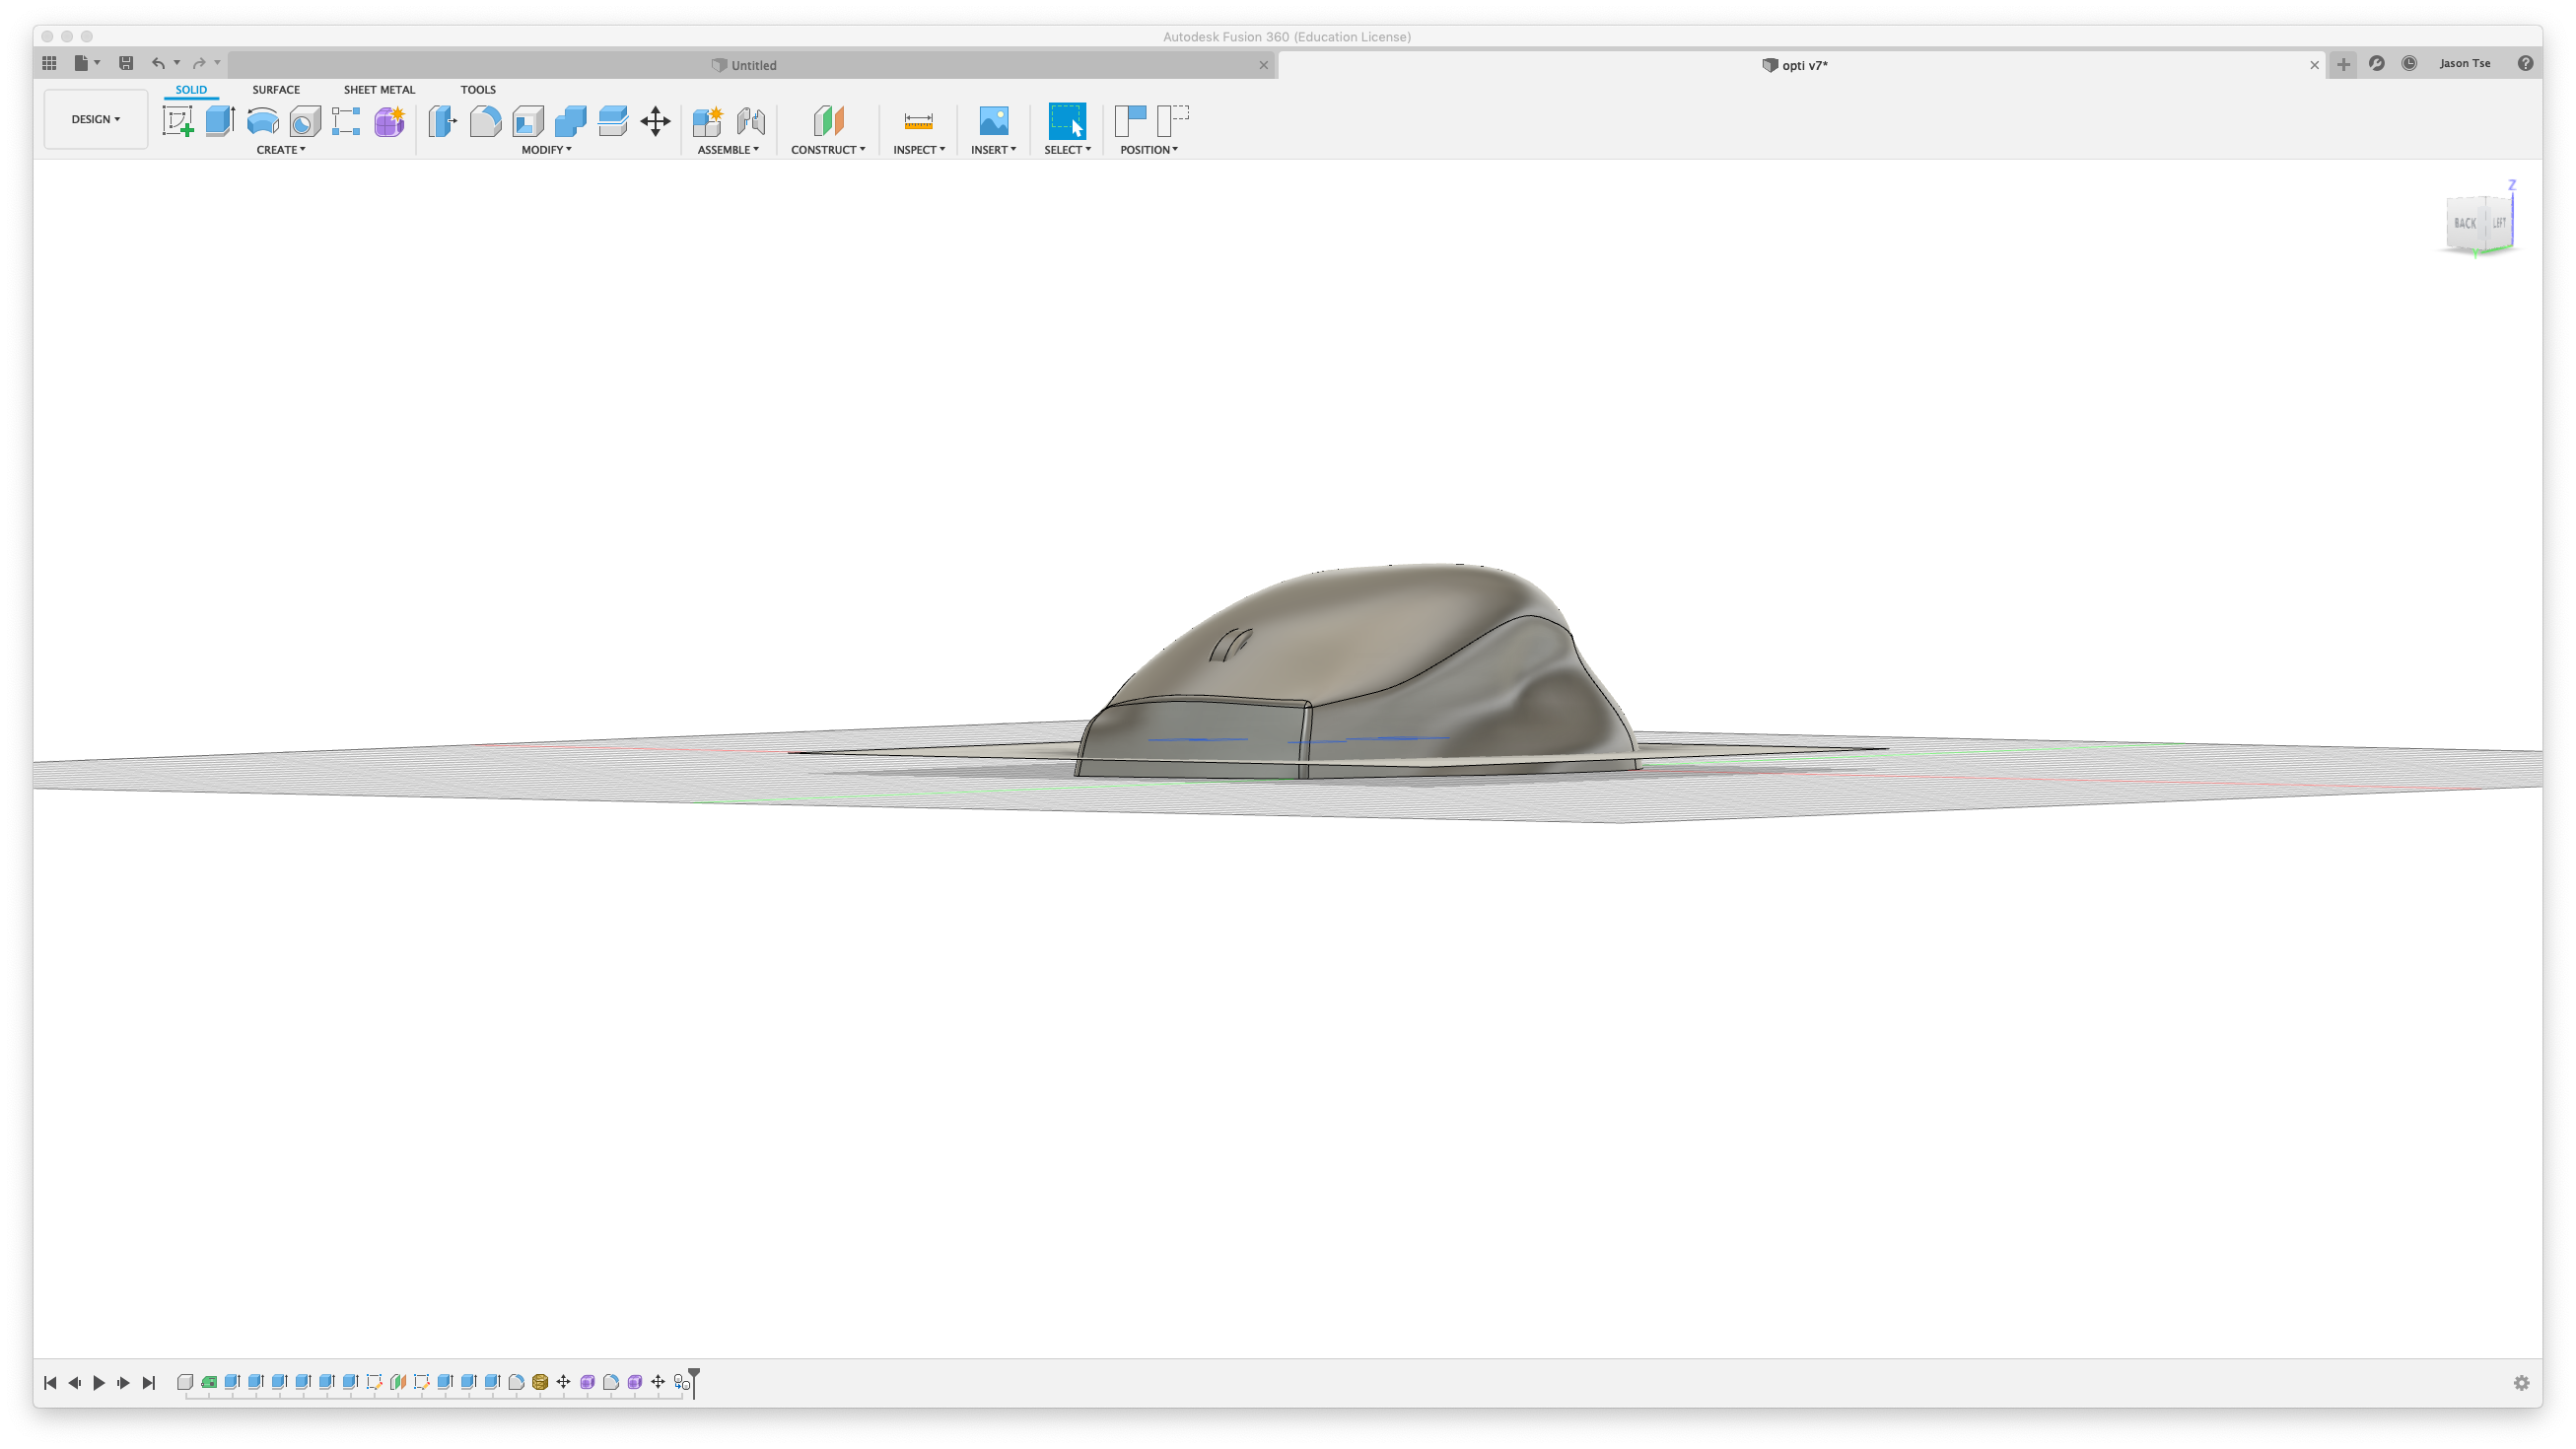 Autodesk Fusion 360 (Education License)
Untitled
opti v7*
Jason Tse
SOLID SURFACE SHEET METAL TOOLS
DESIGN
CREATE MODIFY ASSEMBLE CONSTRUCT INSPECT INSERT SELECT POSITION
Z
BACK LEFT
Y